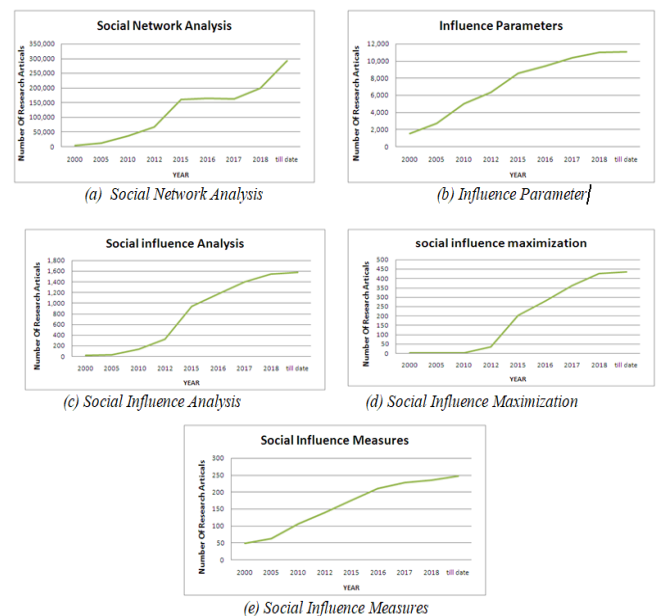 Social Network Analysis
Number Of Research Articals
350,000
300,000
250,000
200,000
150,000
100,000
50,000
0
2000 2005 2010 2012 2015 2016 2017 2018 till date
YEAR
(a) Social Network Analysis
Influence Parameters
Number Of Research Articals
12,000
10,000
8,000
6,000
4,000
2,000
0
2000 2005 2010 2012 2015 2016 2017 2018 till date
YEAR
(b) Influence Parameter
Social influence Analysis
Number Of Research Articals
1,800
1,600
1,400
1,200
1,000
800
600
400
200
0
2000 2005 2010 2012 2015 2016 2017 2018 till date
YEAR
(c) Social Influence Analysis
social influence maximization
Number Of Research Articals
500
450
400
350
300
250
200
150
100
50
0
2000 2005 2010 2012 2015 2016 2017 2018 till date
YEAR
(d) Social Influence Maximization
Social Influence Measures
Number Of Research Articals
300
250
200
150
100
50
0
2000 2005 2010 2012 2015 2016 2017 2018 till date
YEAR
(e) Social Influence Measures